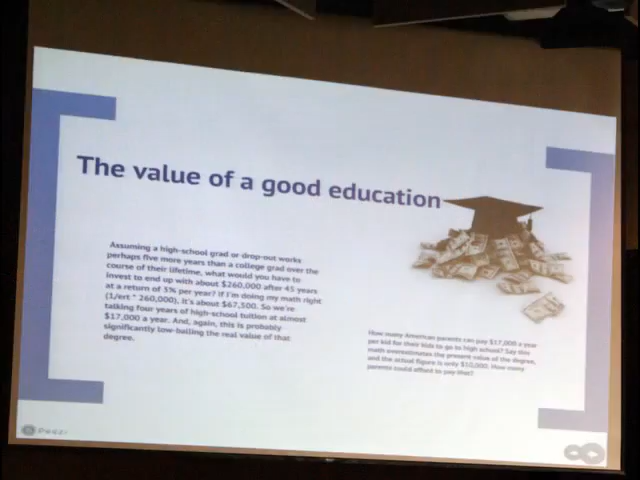 The value of a good education
Assuming a high-school grad or drop-out works
perhaps five more years than a college grad over the
course of their lifetime, what would you have to
invest to end up with about $260,000 after 45 years
at a return of 3% per year? If I'm doing my math right
(1/ert * 260,000), it's about $67,500. So we're
talking four years of high-school tuition at almost
$17,000 a year. And, again, this is probably
significantly low-balling the real value of that
degree.
How many American parents can pay $17,000 a year
per kid for their kids to go to high school? Say this
math overestimates the present value of the degree,
and the actual figure is only $10,000. How many
parents could afford to pay that?
Prezi